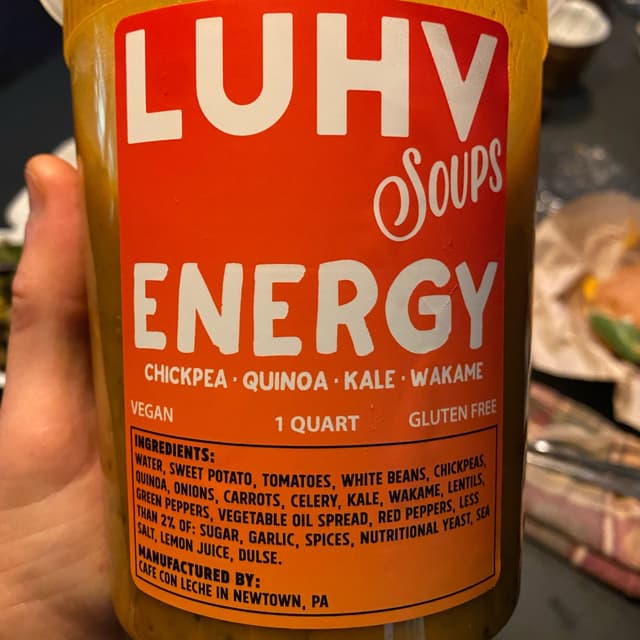 LUHV
Soups
ENERGY
CHICKPEA · QUINOA · KALE · WAKAME
VEGAN 1 QUART GLUTEN FREE
INGREDIENTS:
WATER, SWEET POTATO, TOMATOES, WHITE BEANS, CHICKPEAS,
QUINOA, ONIONS, CARROTS, CELERY, KALE, WAKAME, LENTILS,
GREEN PEPPERS, VEGETABLE OIL SPREAD, RED PEPPERS, LESS
THAN 2% OF: SUGAR, GARLIC, SPICES, NUTRITIONAL YEAST, SEA
SALT, LEMON JUICE, DULSE.
MANUFACTURED BY:
CAFE CON LECHE IN NEWTOWN, PA